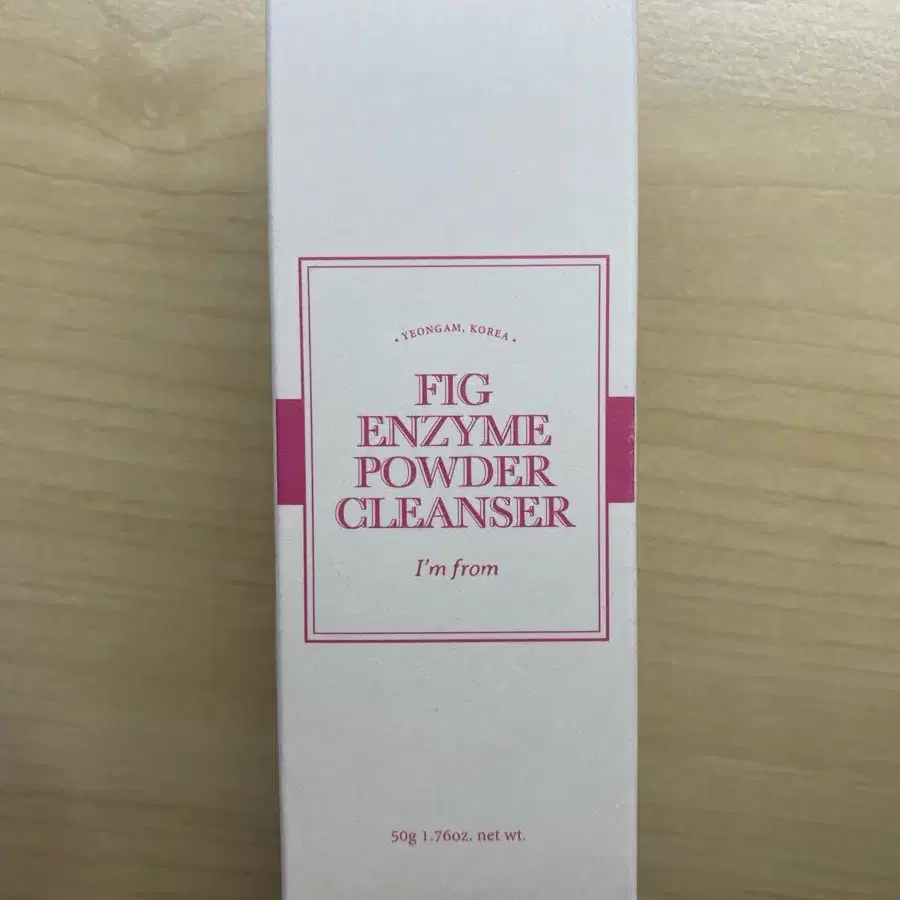 • YEONGAM, KOREA •
FIG
ENZYME
POWDER
CLEANSER
I'm from
50g 1.76oz. net wt.